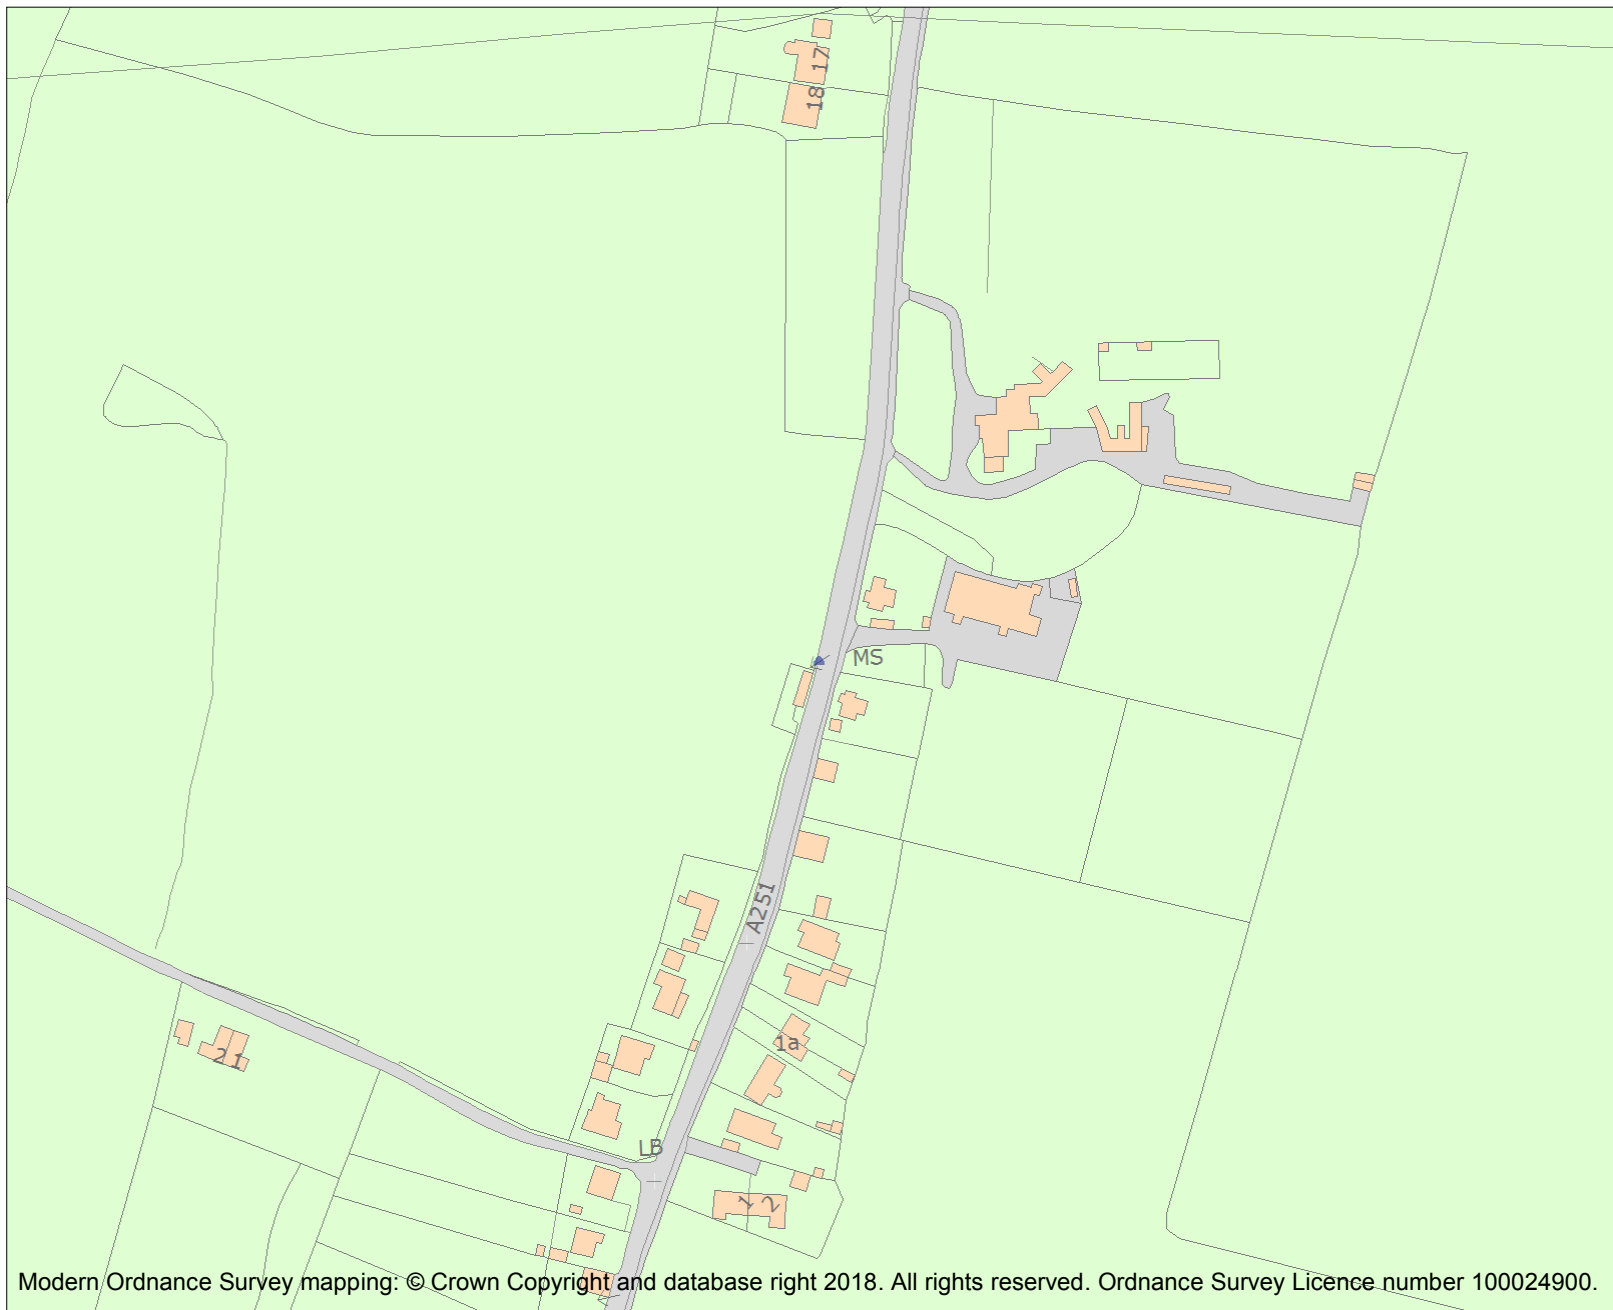 17
18
MS
A251
1a
2 1
LB
1 2
Modern Ordnance Survey mapping: © Crown Copyright and database right 2018. All rights reserved. Ordnance Survey Licence number 100024900.